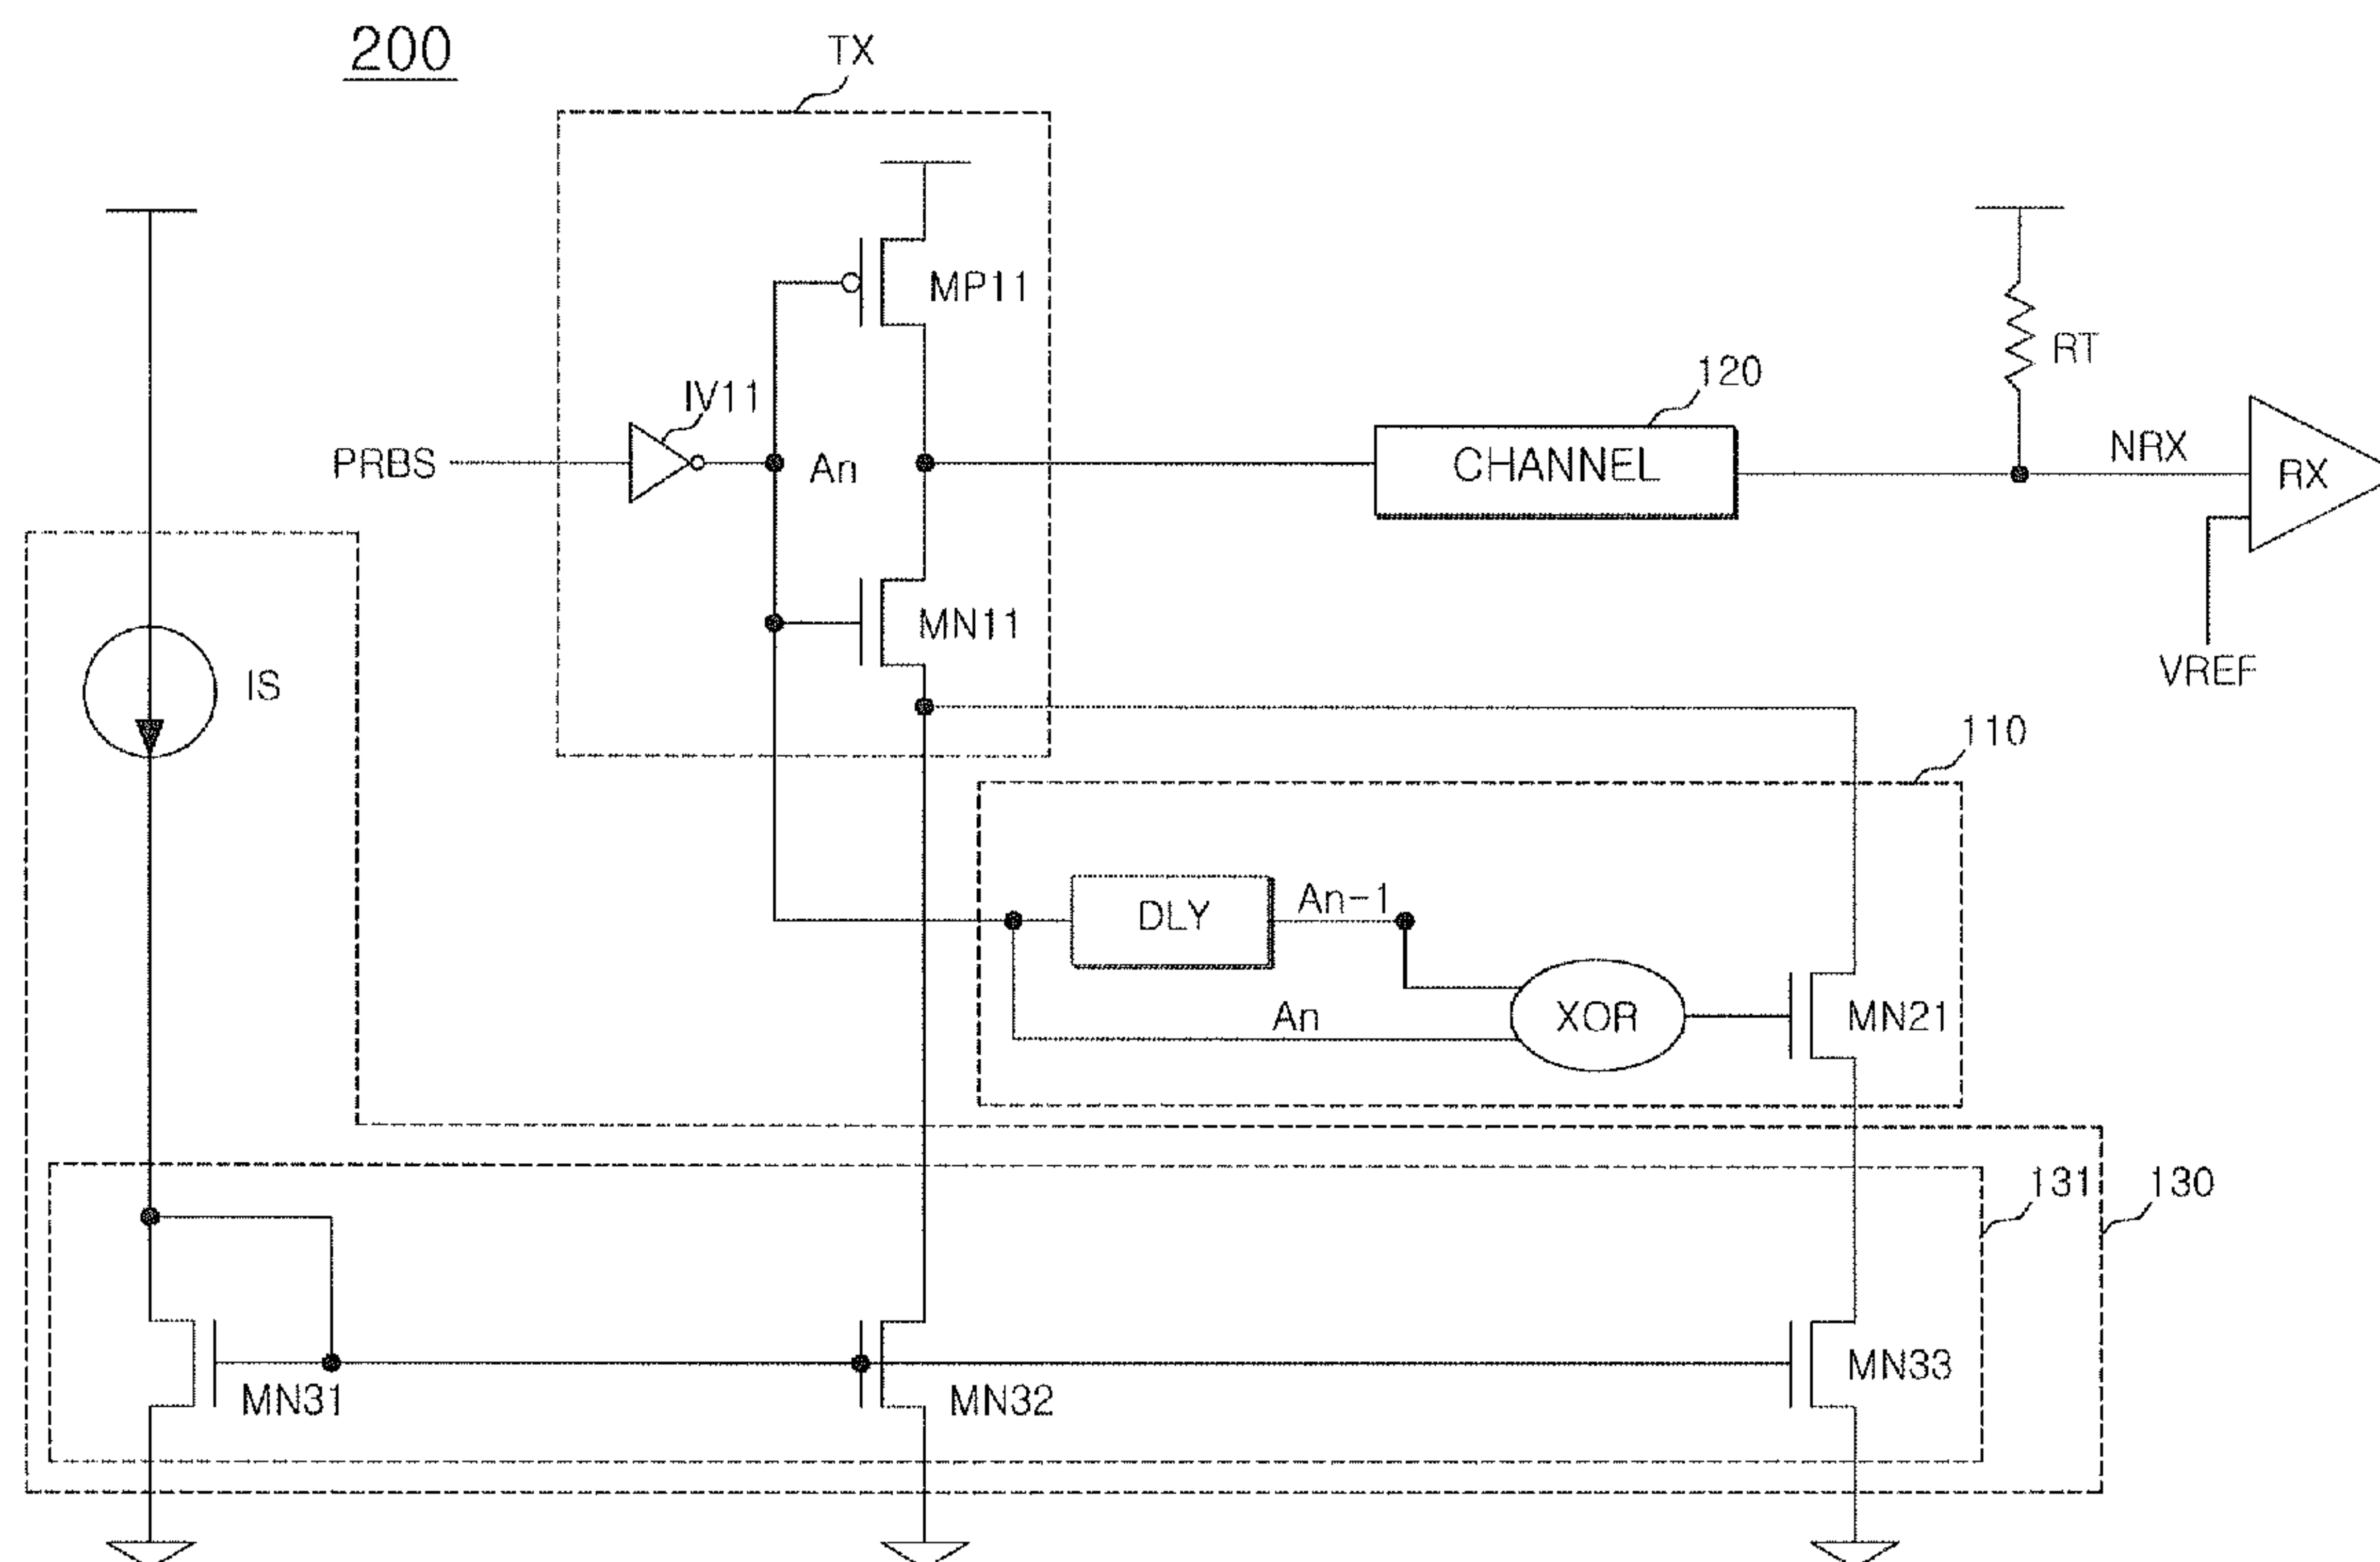 200
TX
MP11
IV11
PRBS
An
CHANNEL
120
RT
NRX
RX
VREF
MN11
IS
110
DLY
An-1
An
XOR
MN21
131
130
MN31
MN32
MN33